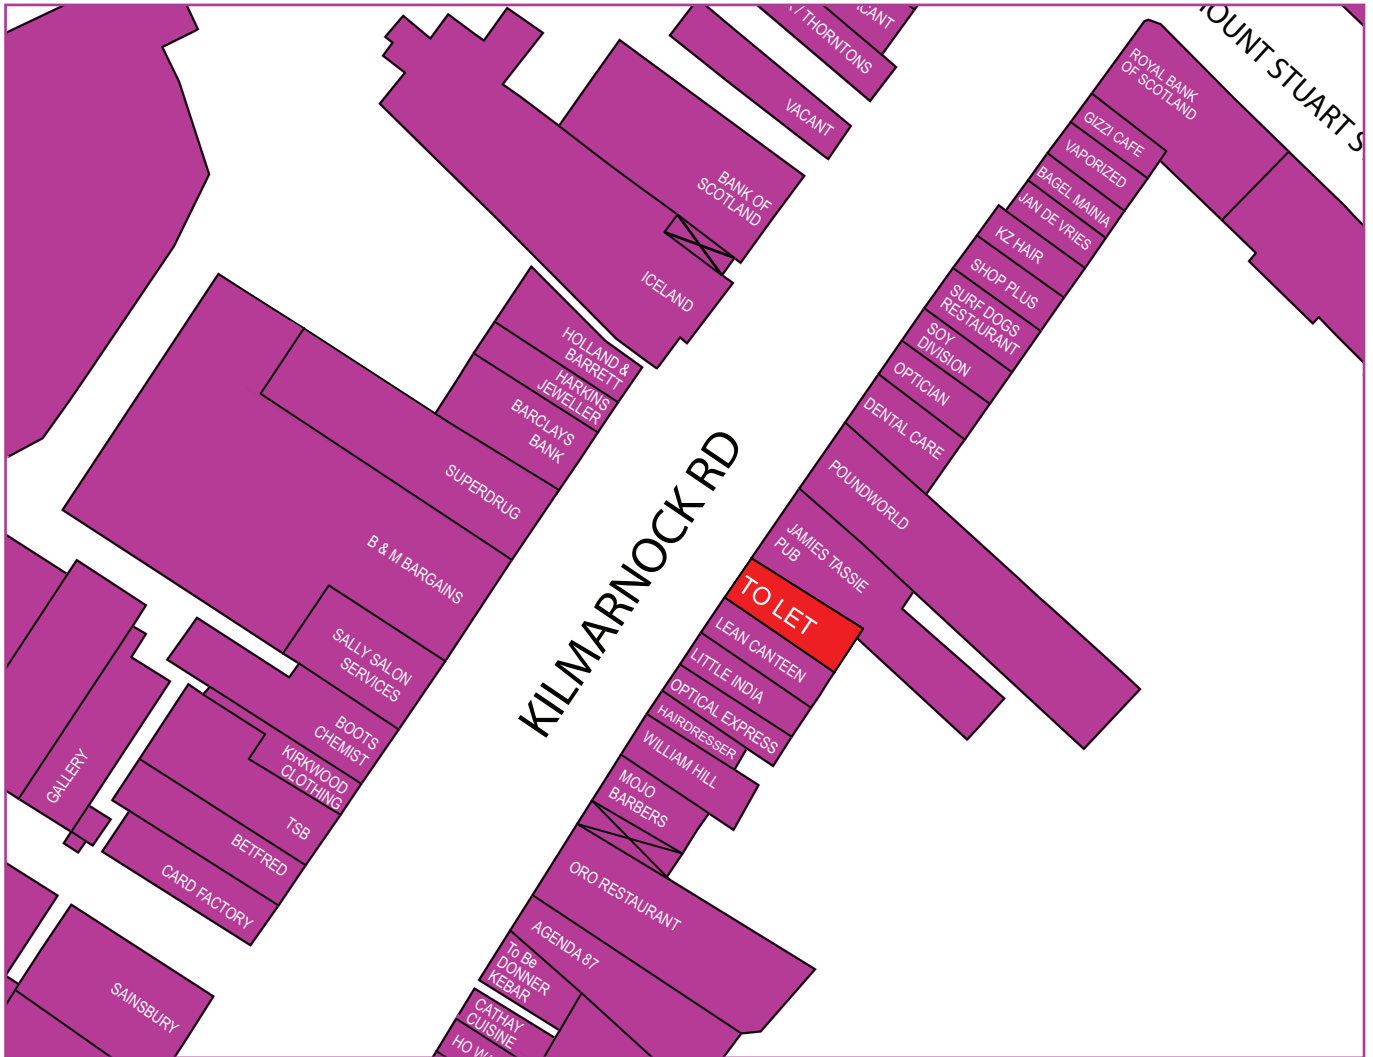 ROYAL BANK
OF SCOTLAND
GIZZI CAFE
VAPORIZED
BAGEL MAINIA
JAN DE VRIES
KZ HAIR
SHOP PLUS
SURF DOGS
RESTAURANT
SOY
DIVISION
OPTICIAN
DENTAL CARE
POUNDWORLD
JAMIES TASSIE
PUB
TO LET
LEAN CANTEEN
LITTLE INDIA
OPTICAL EXPRESS
HAIRDRESSER
WILLIAM HILL
MOJO
BARBERS
ORO RESTAURANT
AGENDA 87
To Be
DONNER
KEBAR
CATHAY
CUISINE
HO
KILMARNOCK RD
OUNT STUART S
CANT
/ THORNTONS
VACANT
BANK OF
SCOTLAND
ICELAND
HOLLAND &
BARRETT
HARKINS
JEWELLER
BARCLAYS
BANK
SUPERDRUG
B & M BARGAINS
SALLY SALON
SERVICES
BOOTS
CHEMIST
KIRKWOOD
CLOTHING
TSB
BETFRED
CARD FACTORY
GALLERY
SAINSBURY